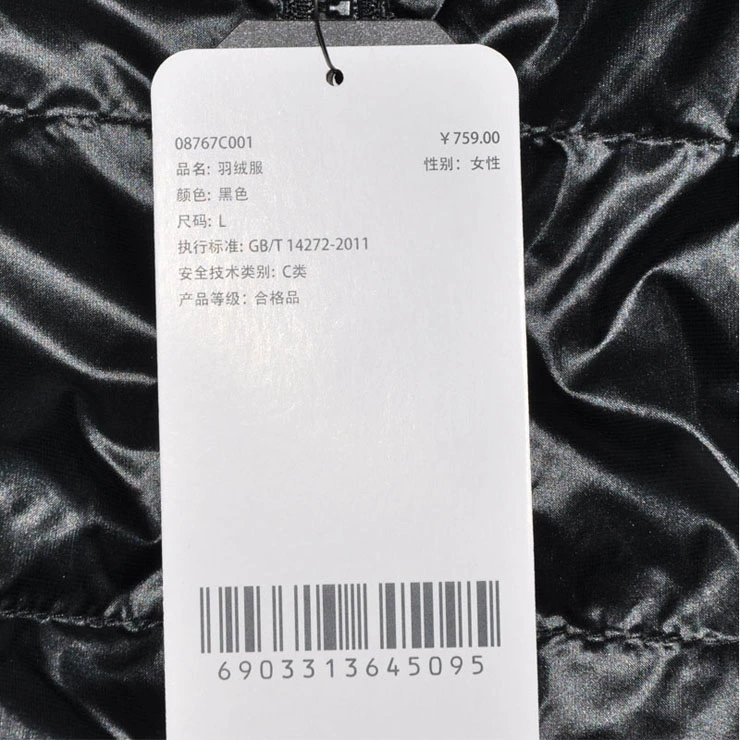 08767C001 ￥759.00
品名: 羽绒服 性别: 女性
颜色: 黑色
尺码: L
执行标准: GB/T 14272-2011
安全技术类别: C类
产品等级: 合格品
6903313645095